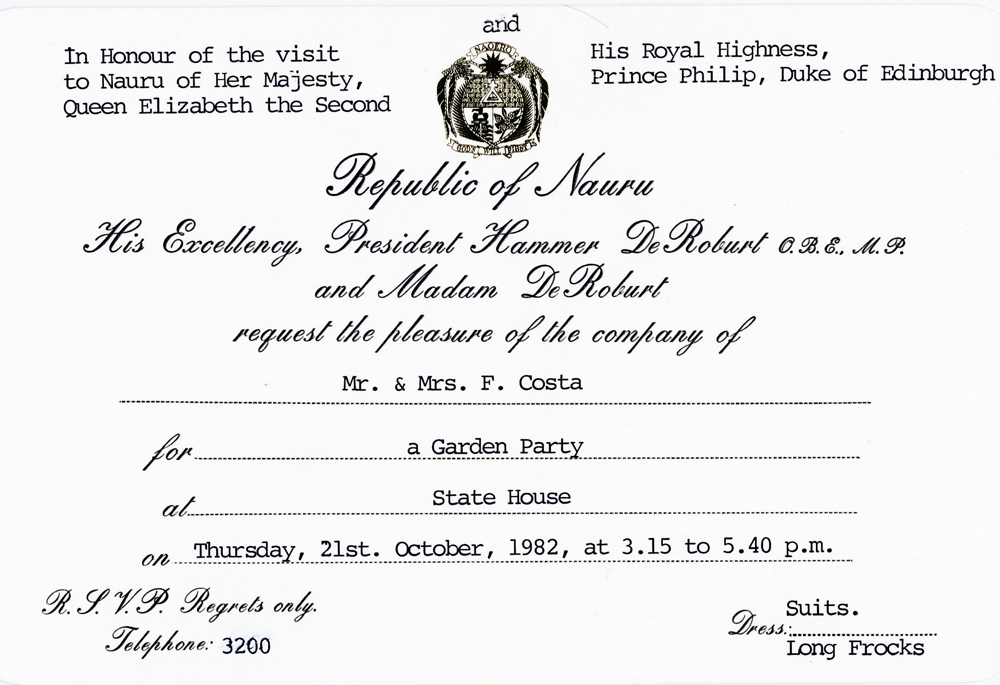 In Honour of the visit
to Nauru of Her Majesty,
Queen Elizabeth the Second
and
His Royal Highness,
Prince Philip, Duke of Edinburgh
NAOERO
GOD'S WILL FIRST
Republic of Nauru
His Excellency, President Hammer DeRoburt O.B.E., M.P.
and Madam DeRoburt
request the pleasure of the company of
Mr. & Mrs. F. Costa
for a Garden Party
at State House
on Thursday, 21st. October, 1982, at 3.15 to 5.40 p.m.
R.S.V.P. Regrets only.
Telephone: 3200
Suits.
Dress:
Long Frocks